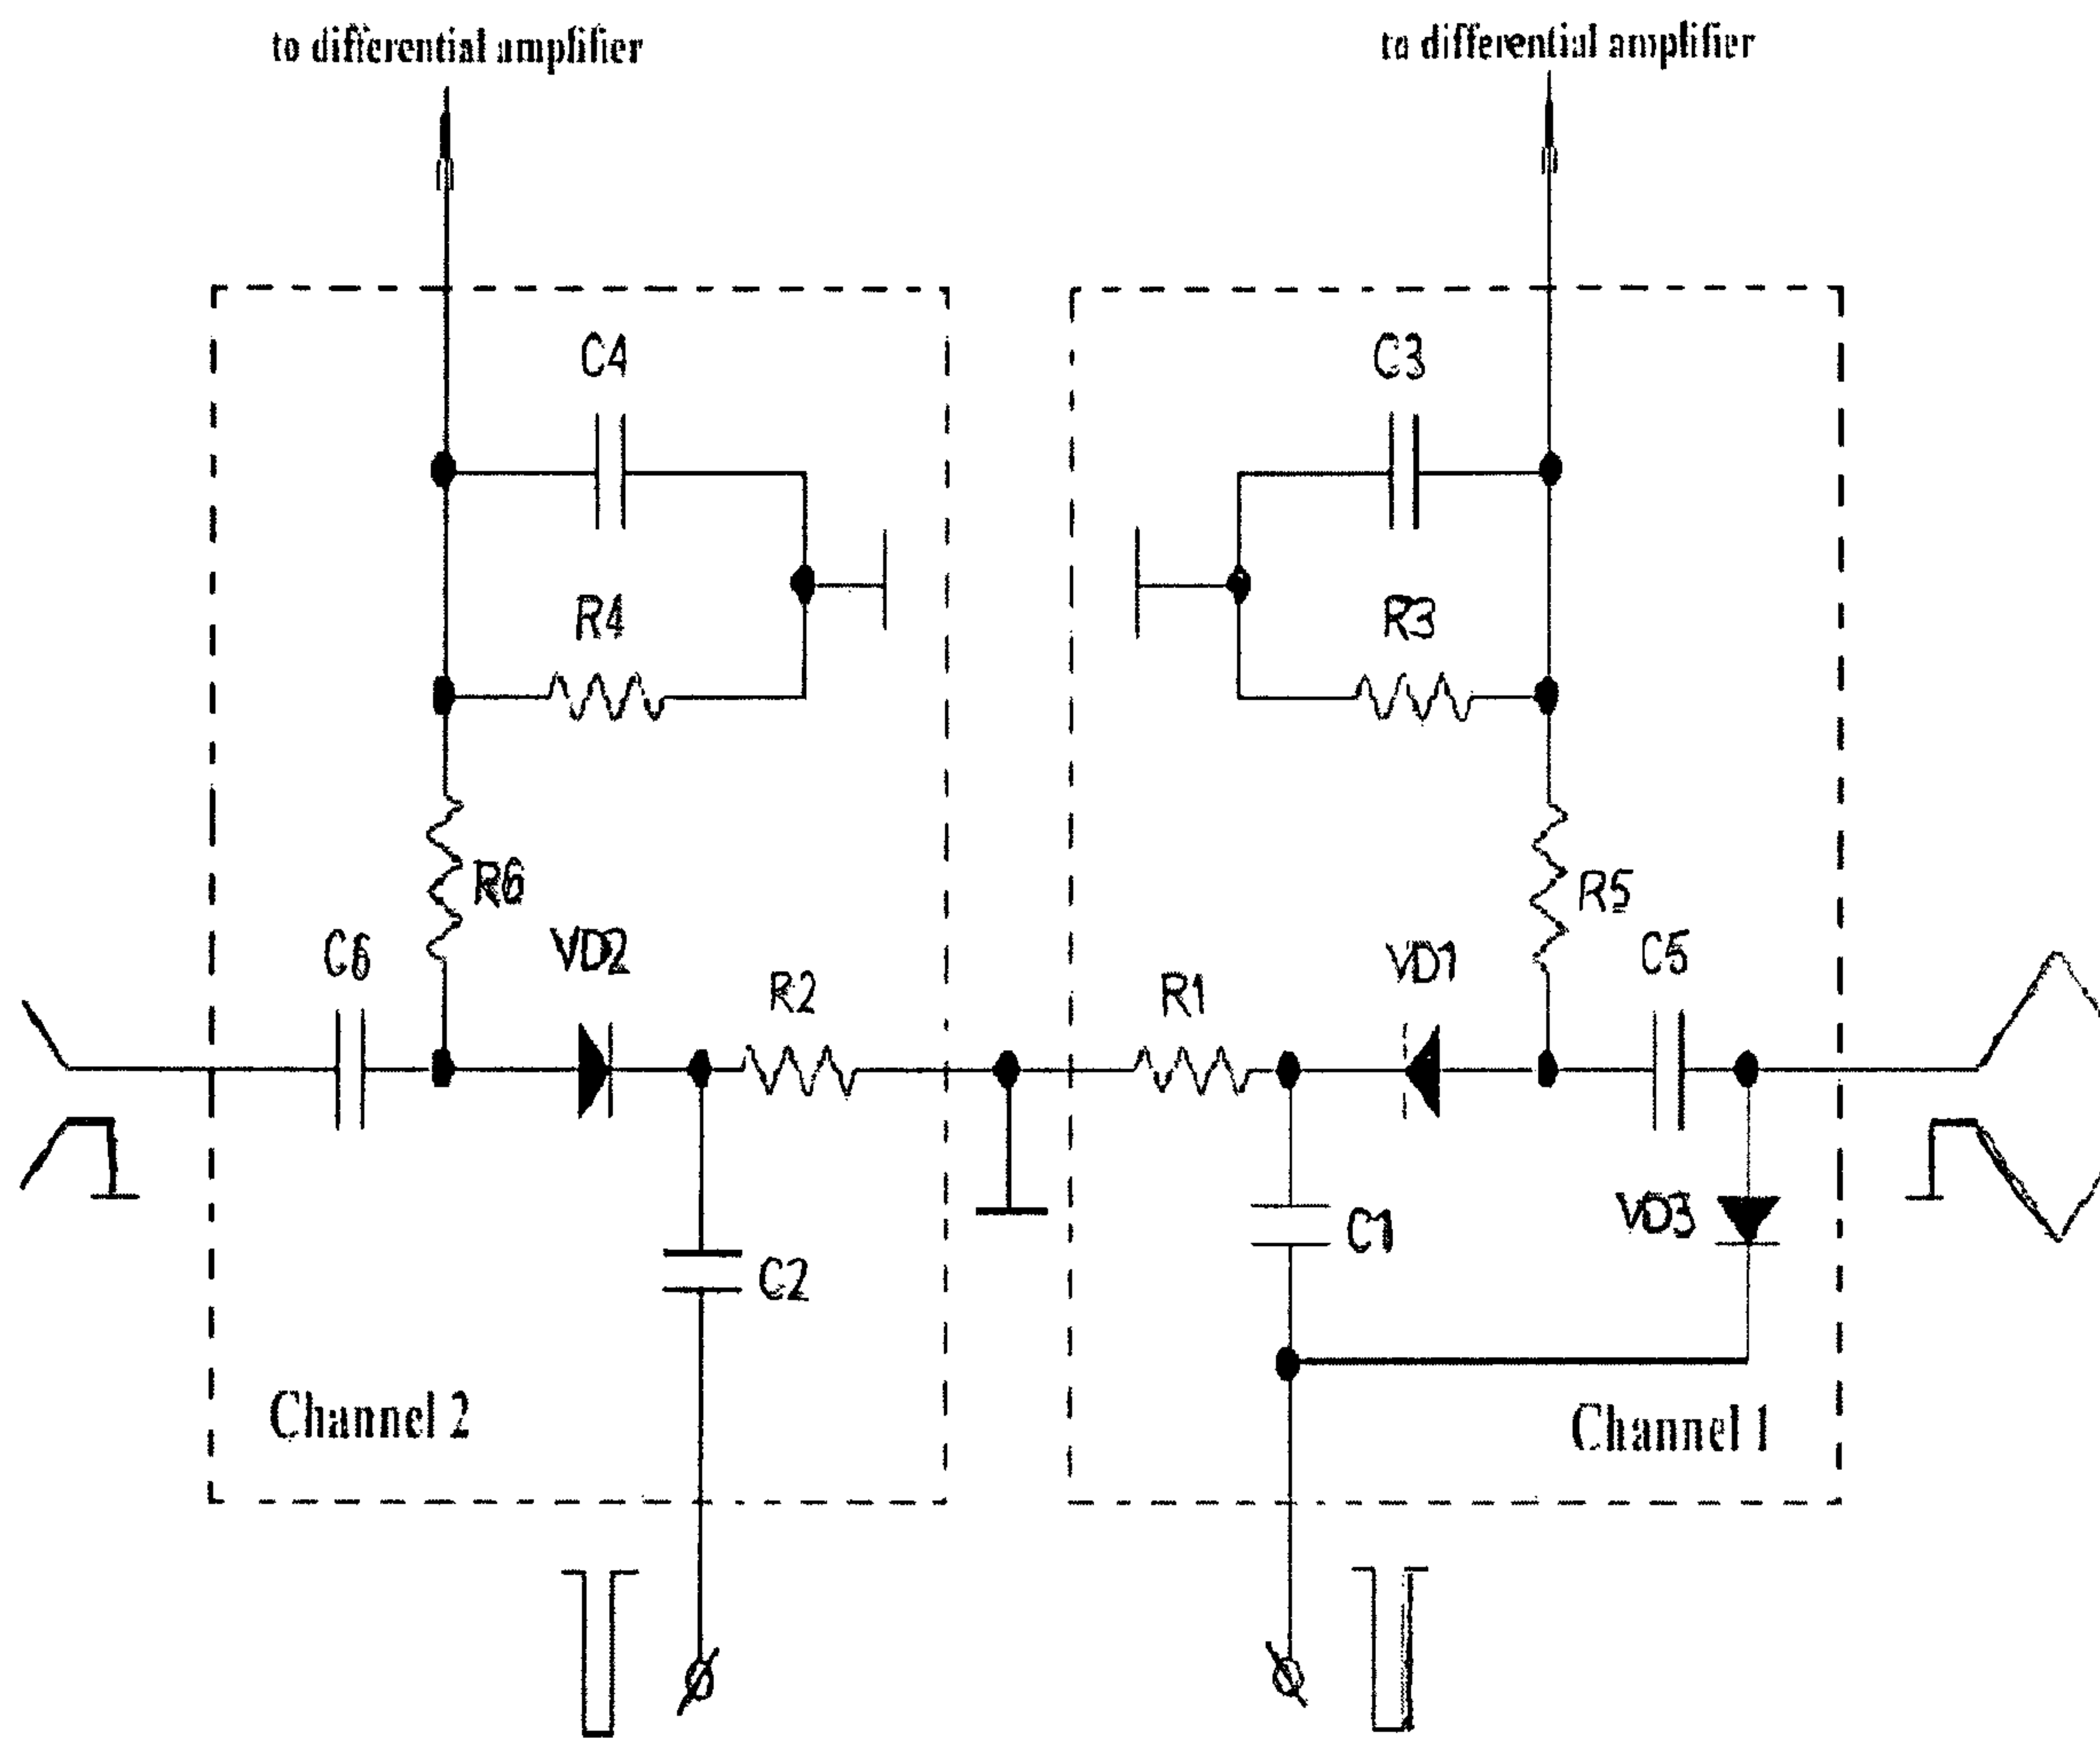 to differential amplifier
to differential amplifier
C4
C3
R4
R3
R6
R5
C6
VD2
R2
R1
VD1
C5
C2
C1
VD3
Channel 2
Channel 1